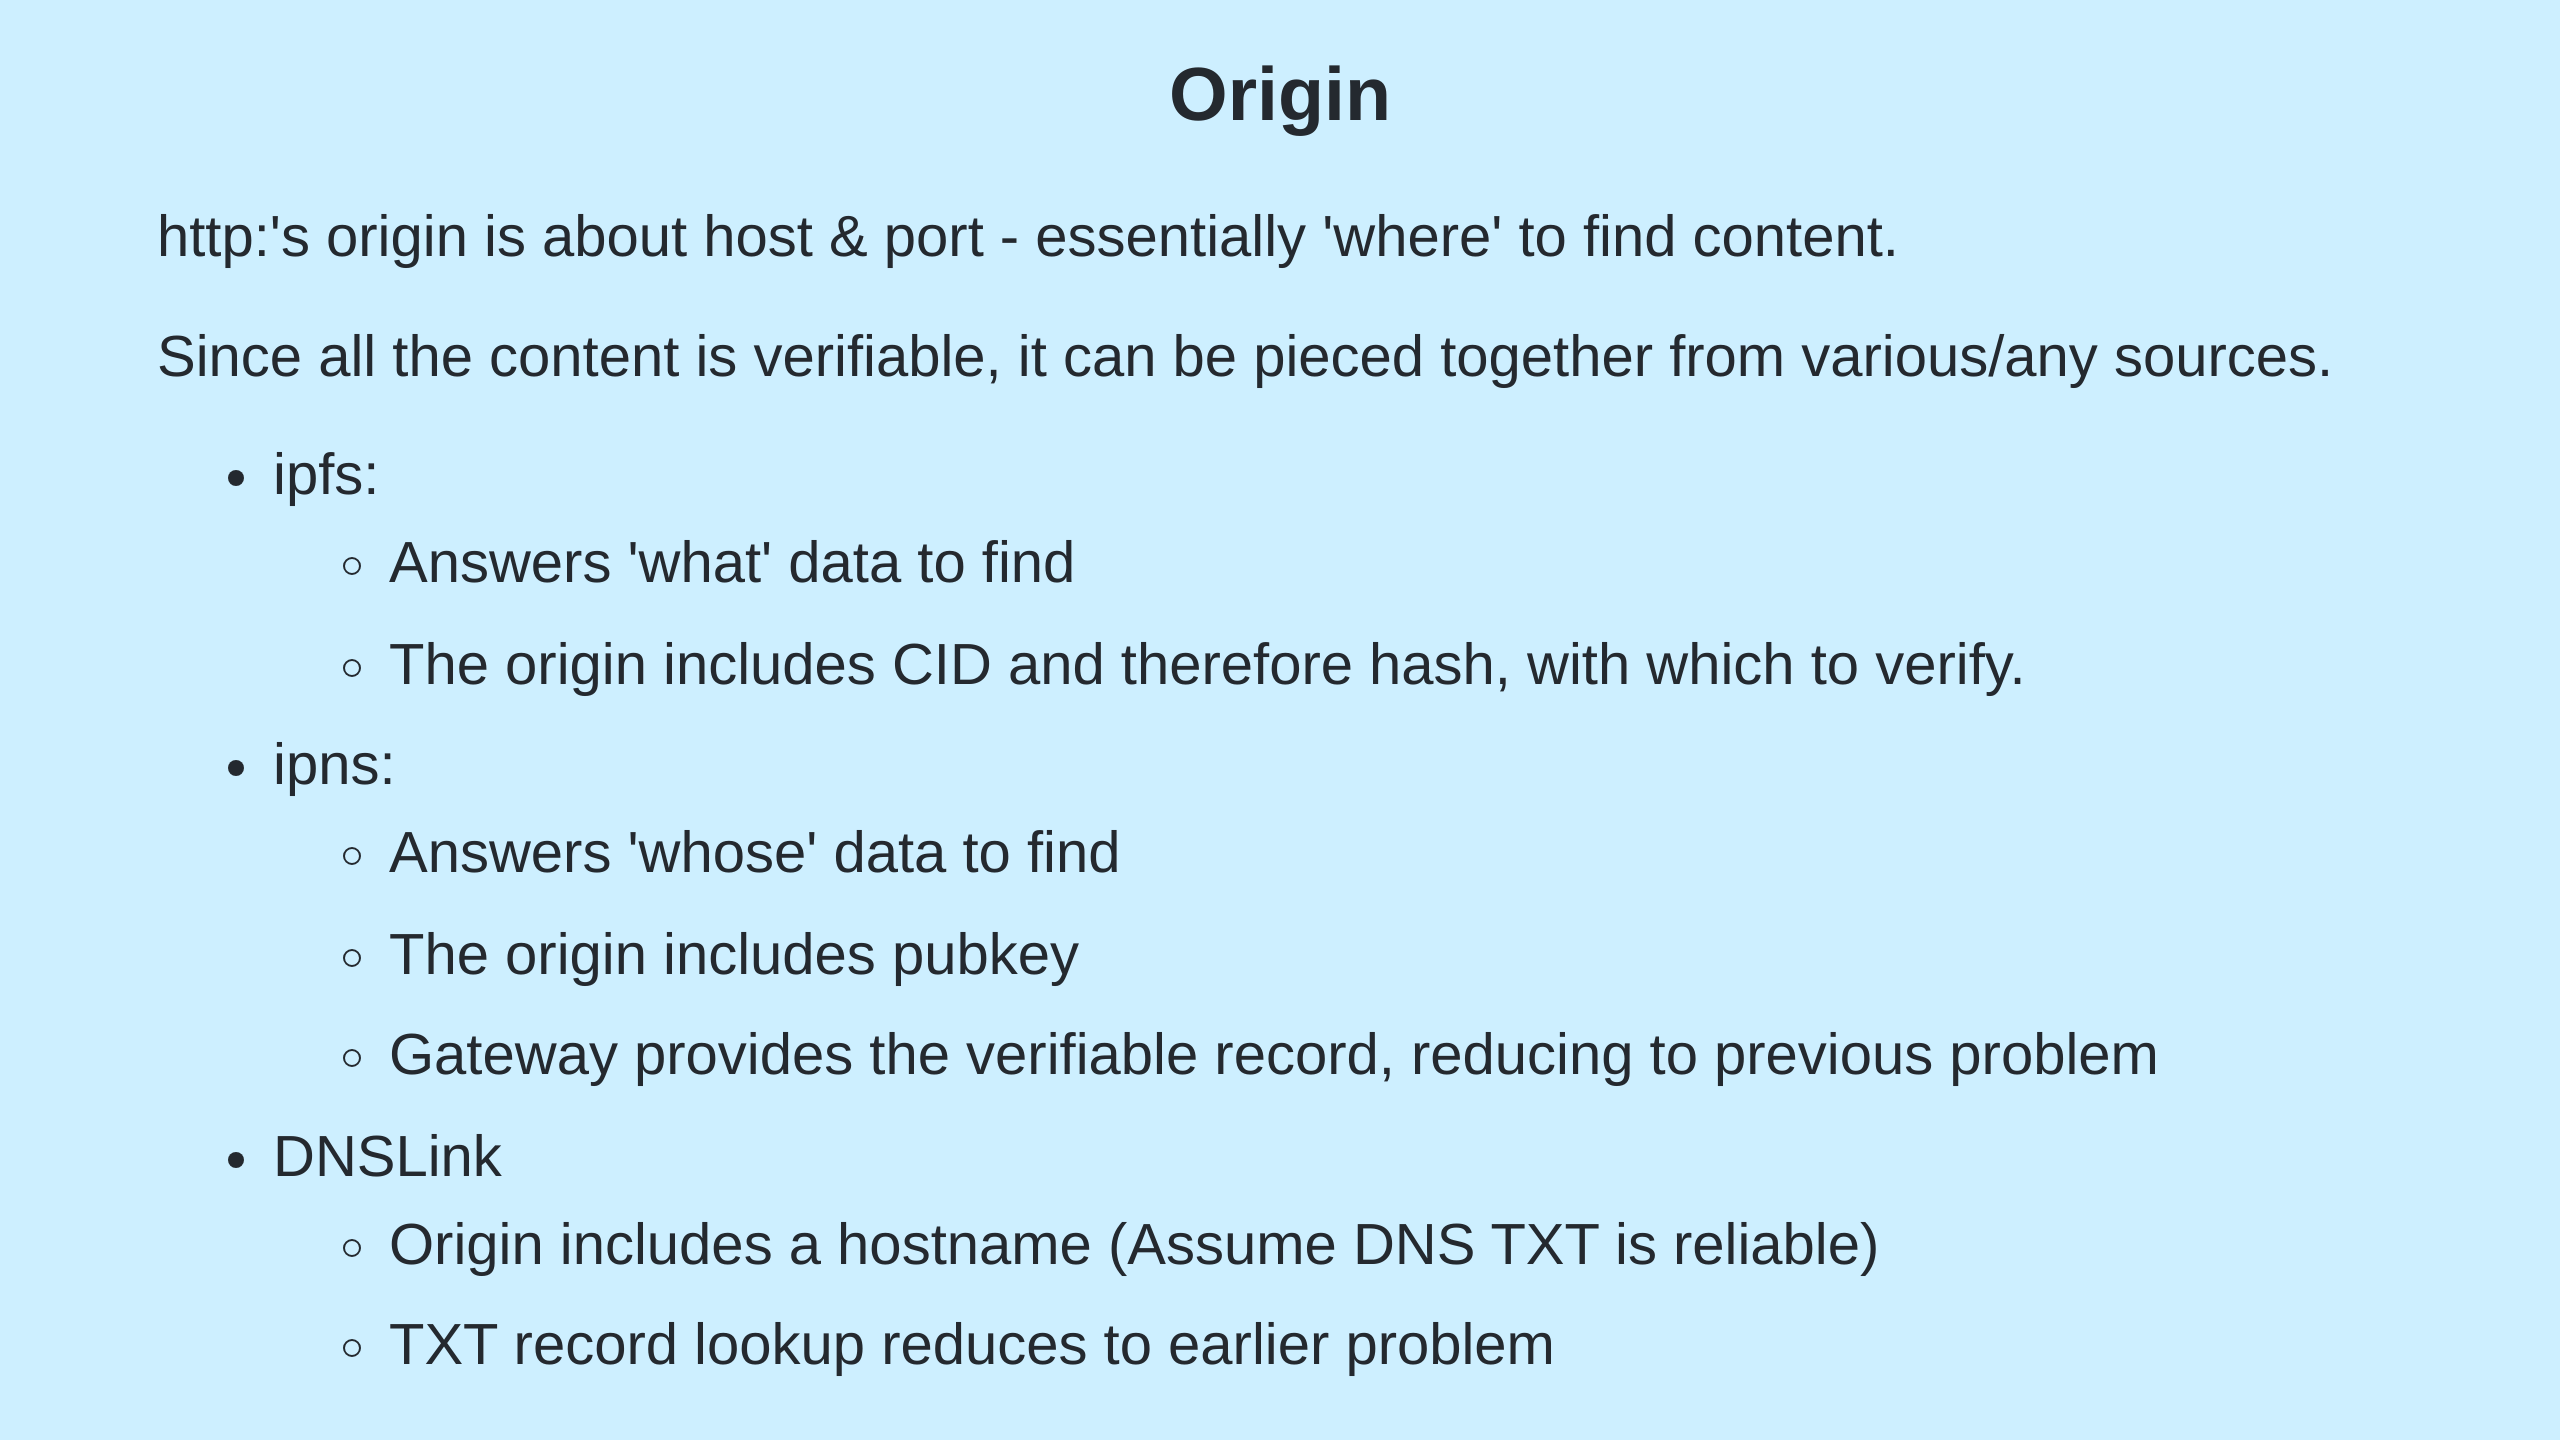 Origin
http:'s origin is about host & port - essentially 'where' to find content.
Since all the content is verifiable, it can be pieced together from various/any sources.
ipfs:
Answers 'what' data to find
The origin includes CID and therefore hash, with which to verify.
ipns:
Answers 'whose' data to find
The origin includes pubkey
Gateway provides the verifiable record, reducing to previous problem
DNSLink
Origin includes a hostname (Assume DNS TXT is reliable)
TXT record lookup reduces to earlier problem